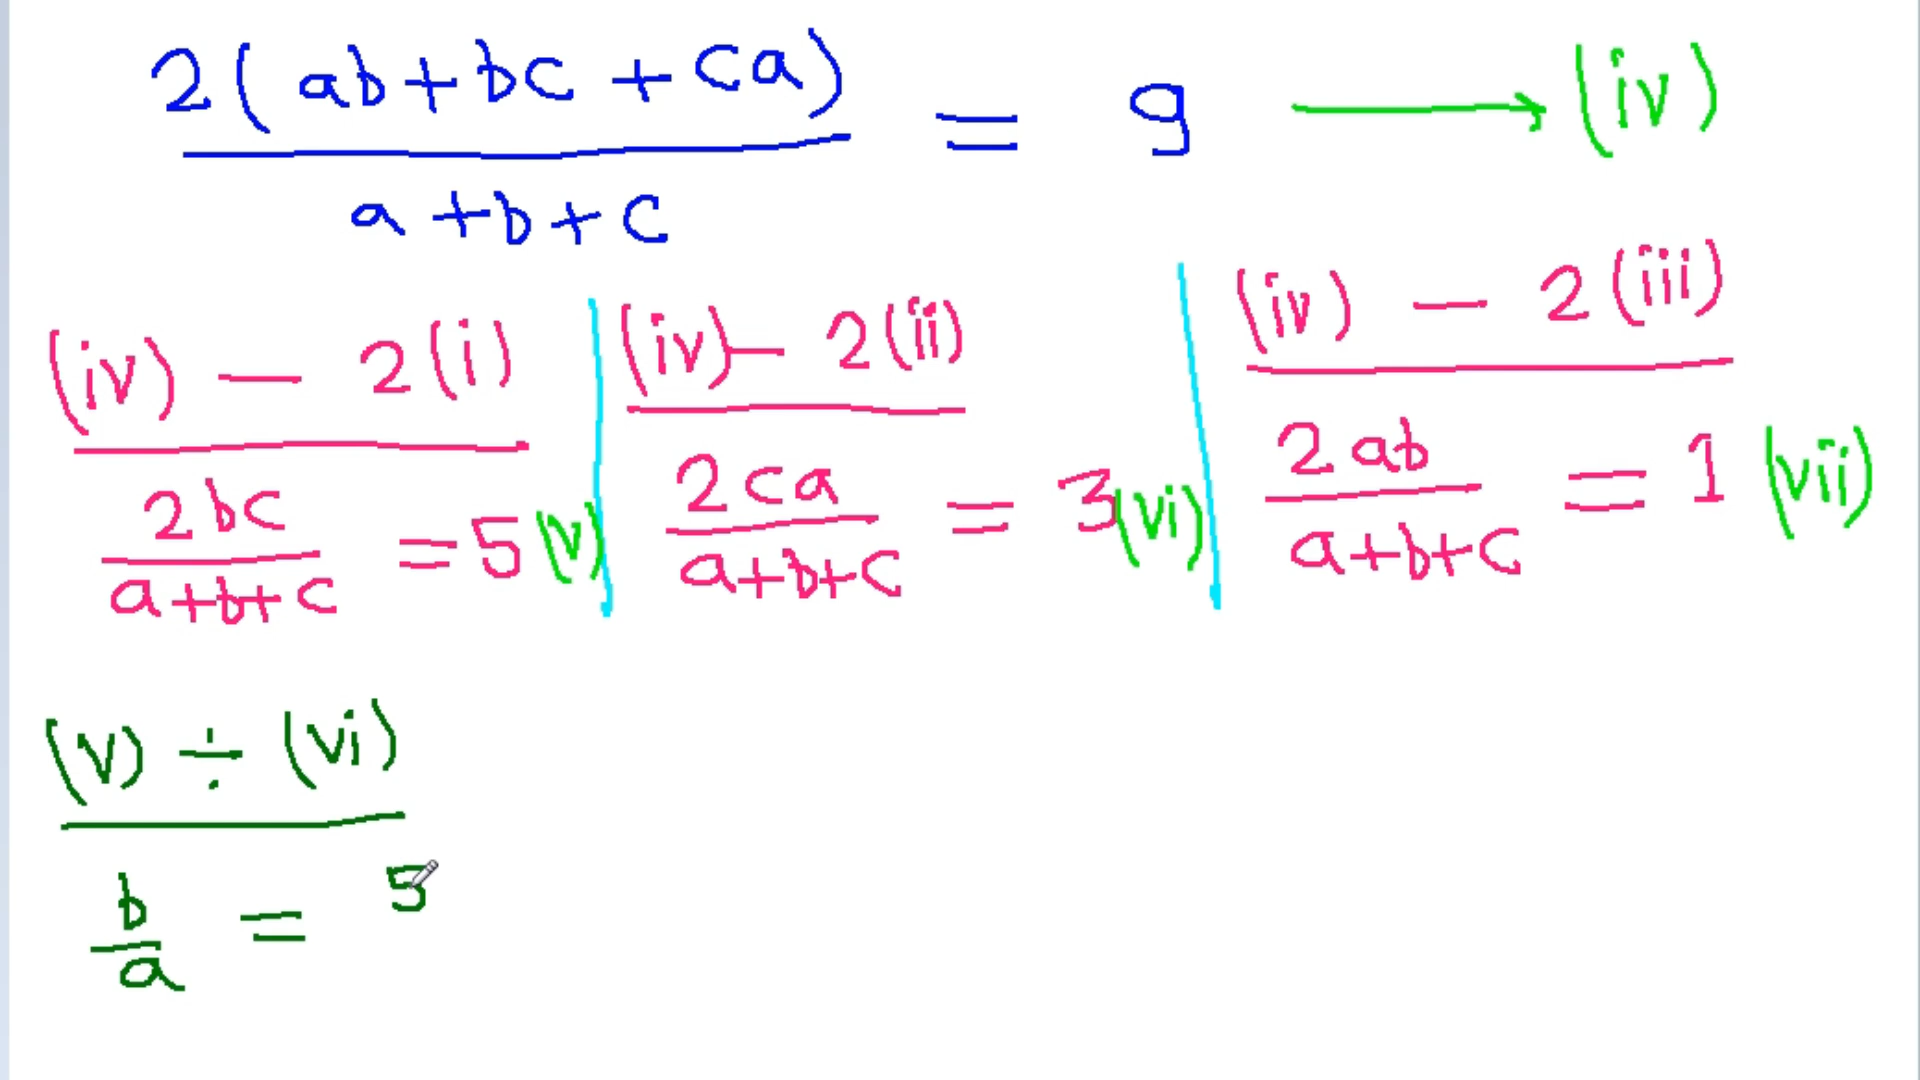 2(ab+bc+ca)/(a+b+c) = 9 ⟶ (iv)
(iv) − 2(i)
2bc/(a+b+c) = 5 (v)
(iv) − 2(ii)
2ca/(a+b+c) = 3 (vi)
(iv) − 2(iii)
2ab/(a+b+c) = 1 (vii)
(v) ÷ (vi)
b/a = 5